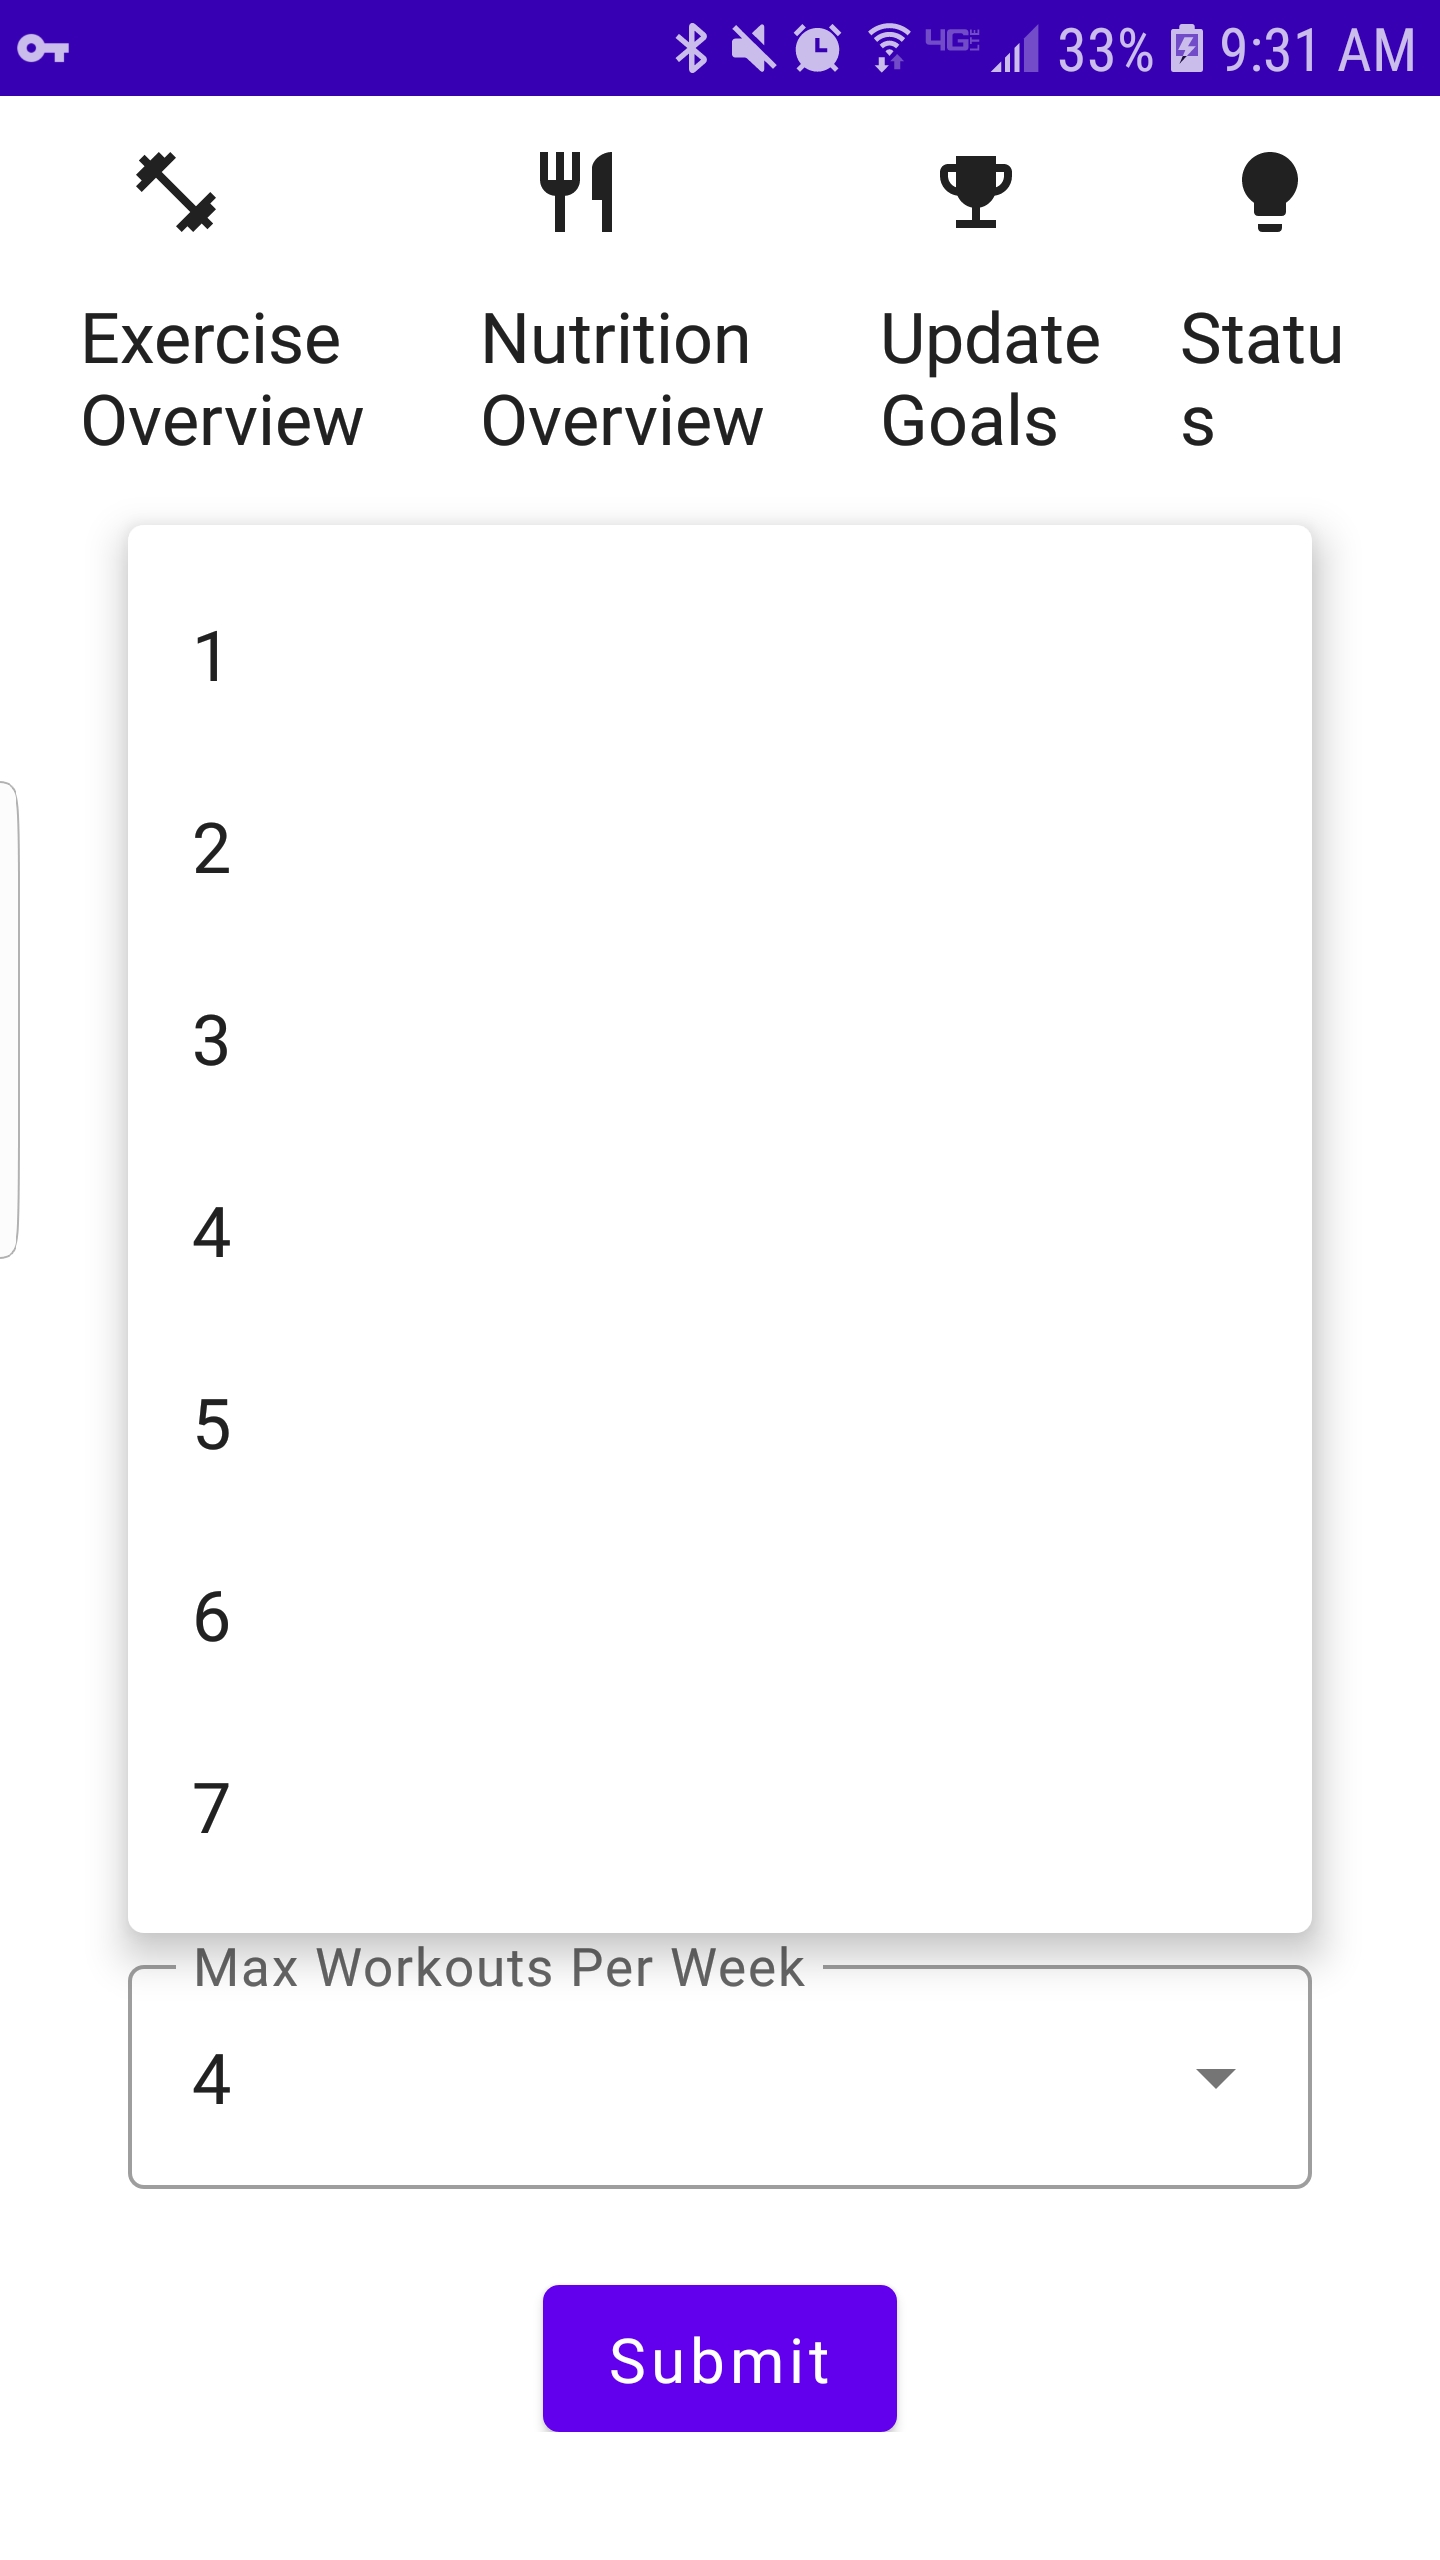 4G LTE 33% 9:31 AM
Exercise Overview
Nutrition Overview
Update Goals
Statu
s
1
2
3
4
5
6
7
Max Workouts Per Week
4
Submit